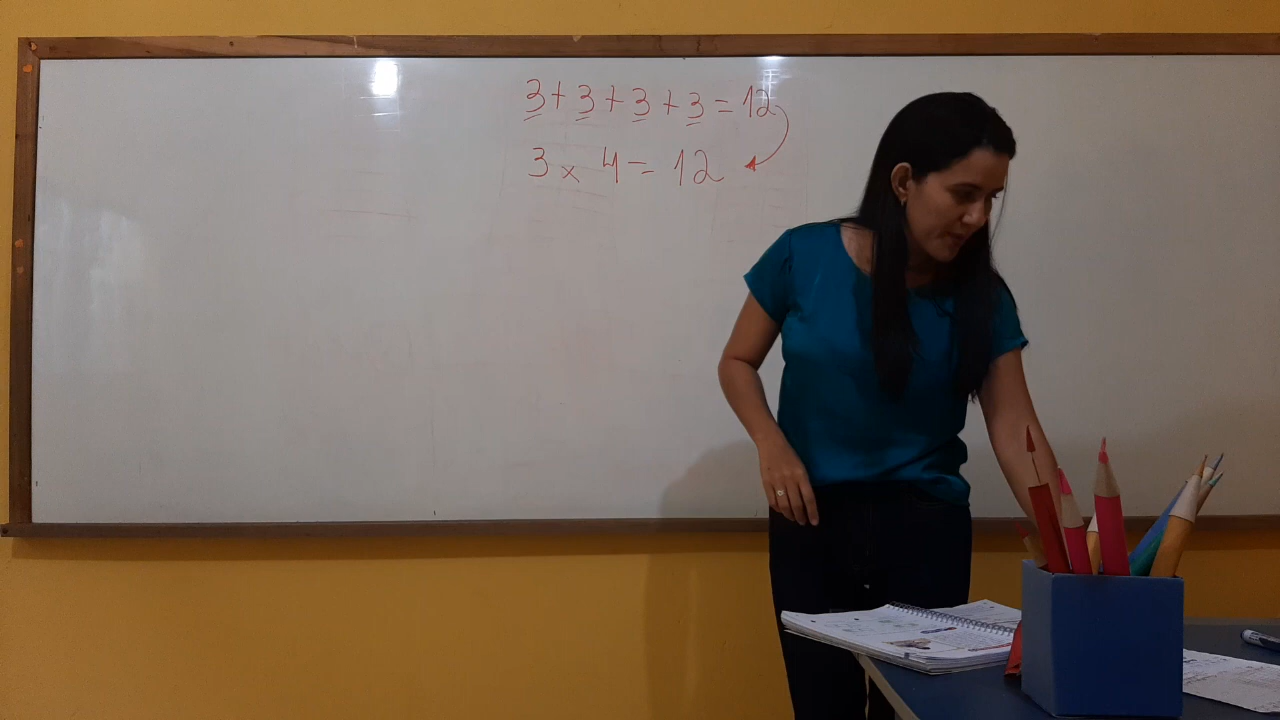 3 + 3 + 3 + 3 = 12
3 x 4 = 12